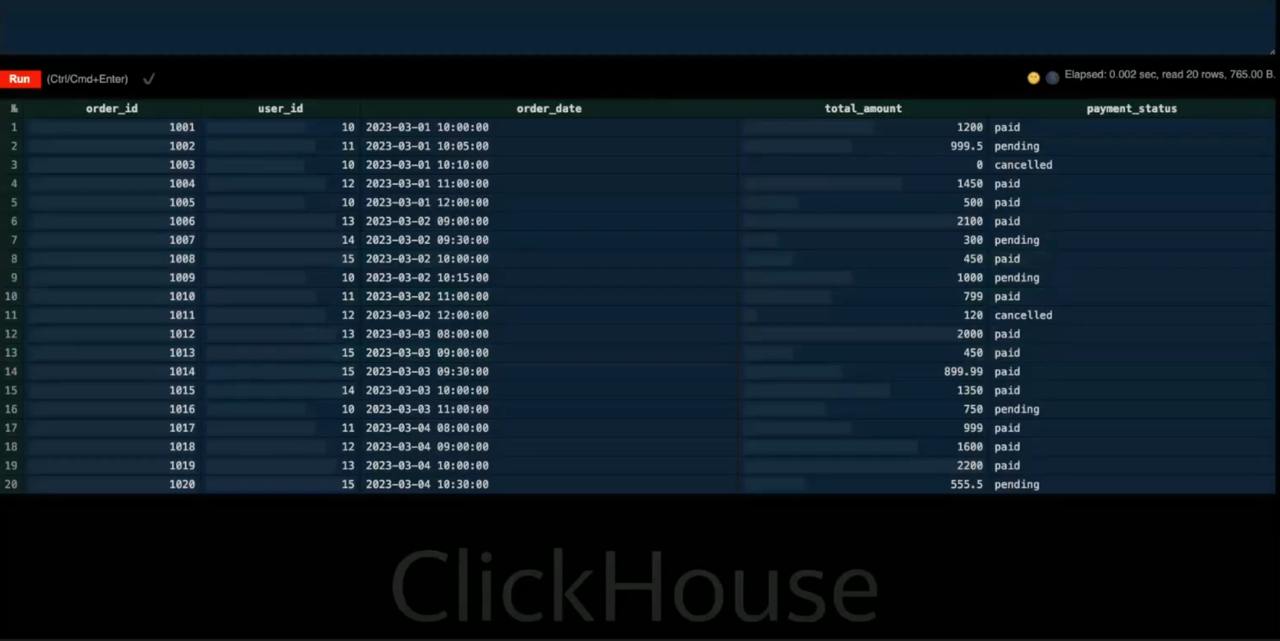 Run (Ctrl/Cmd+Enter) ✓ Elapsed: 0.002 sec, read 20 rows, 765.00 B.
№ order_id user_id order_date total_amount payment_status
1 1001 10 2023-03-01 10:00:00 1200 paid
2 1002 11 2023-03-01 10:05:00 999.5 pending
3 1003 10 2023-03-01 10:10:00 0 cancelled
4 1004 12 2023-03-01 11:00:00 1450 paid
5 1005 10 2023-03-01 12:00:00 500 paid
6 1006 13 2023-03-02 09:00:00 2100 paid
7 1007 14 2023-03-02 09:30:00 300 pending
8 1008 15 2023-03-02 10:00:00 450 paid
9 1009 10 2023-03-02 10:15:00 1000 pending
10 1010 11 2023-03-02 11:00:00 799 paid
11 1011 12 2023-03-02 12:00:00 120 cancelled
12 1012 13 2023-03-03 08:00:00 2000 paid
13 1013 15 2023-03-03 09:00:00 450 paid
14 1014 15 2023-03-03 09:30:00 899.99 paid
15 1015 14 2023-03-03 10:00:00 1350 paid
16 1016 10 2023-03-03 11:00:00 750 pending
17 1017 11 2023-03-04 08:00:00 999 paid
18 1018 12 2023-03-04 09:00:00 1600 paid
19 1019 13 2023-03-04 10:00:00 2200 paid
20 1020 15 2023-03-04 10:30:00 555.5 pending
ClickHouse